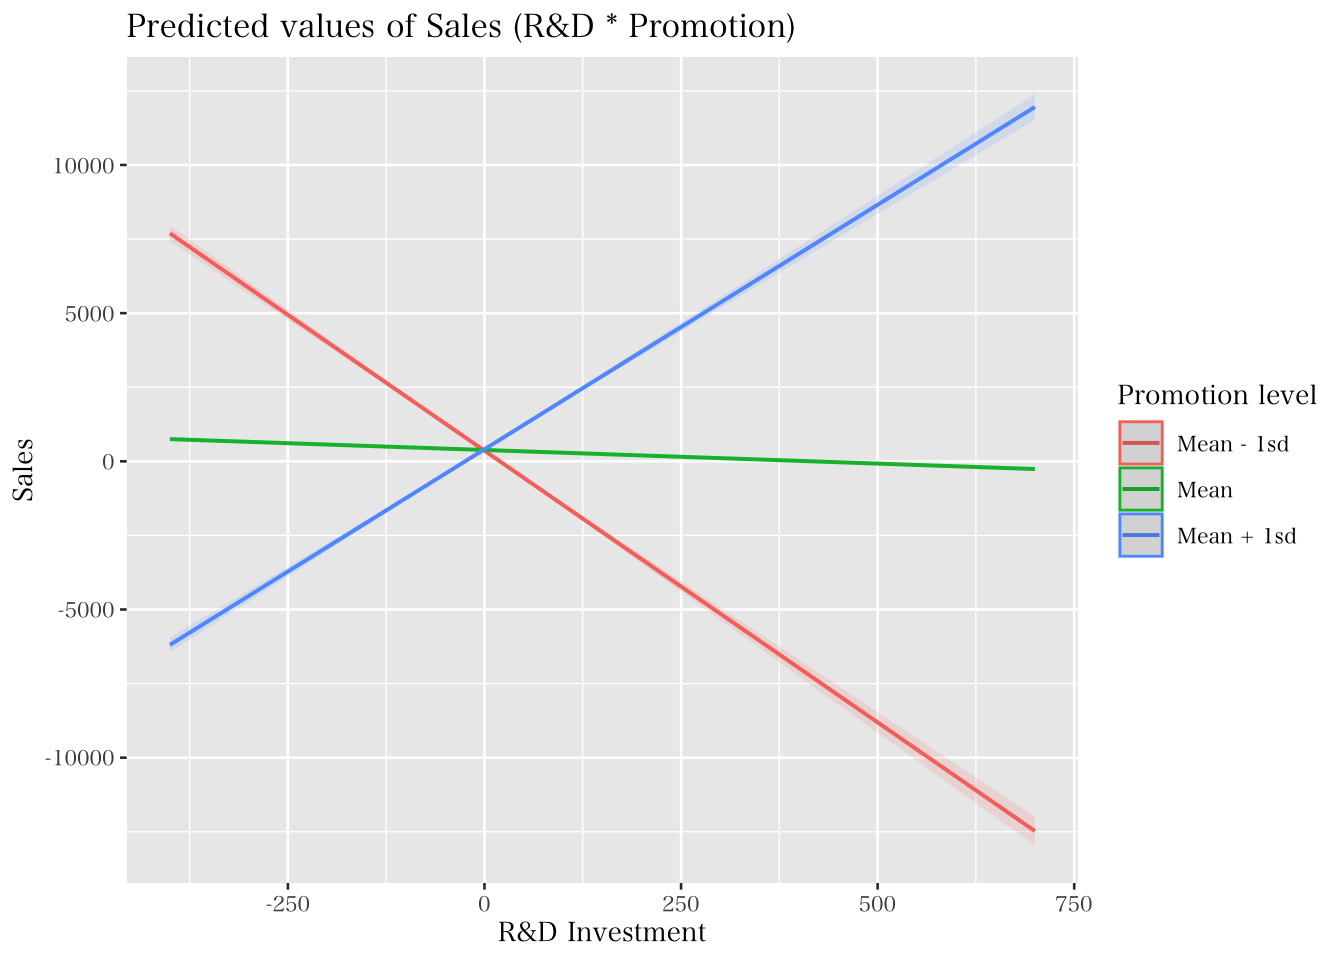 Predicted values of Sales (R&D * Promotion)
10000
5000
0
-5000
-10000
Sales
-250
0
250
500
750
R&D Investment
Promotion level
Mean - 1sd
Mean
Mean + 1sd